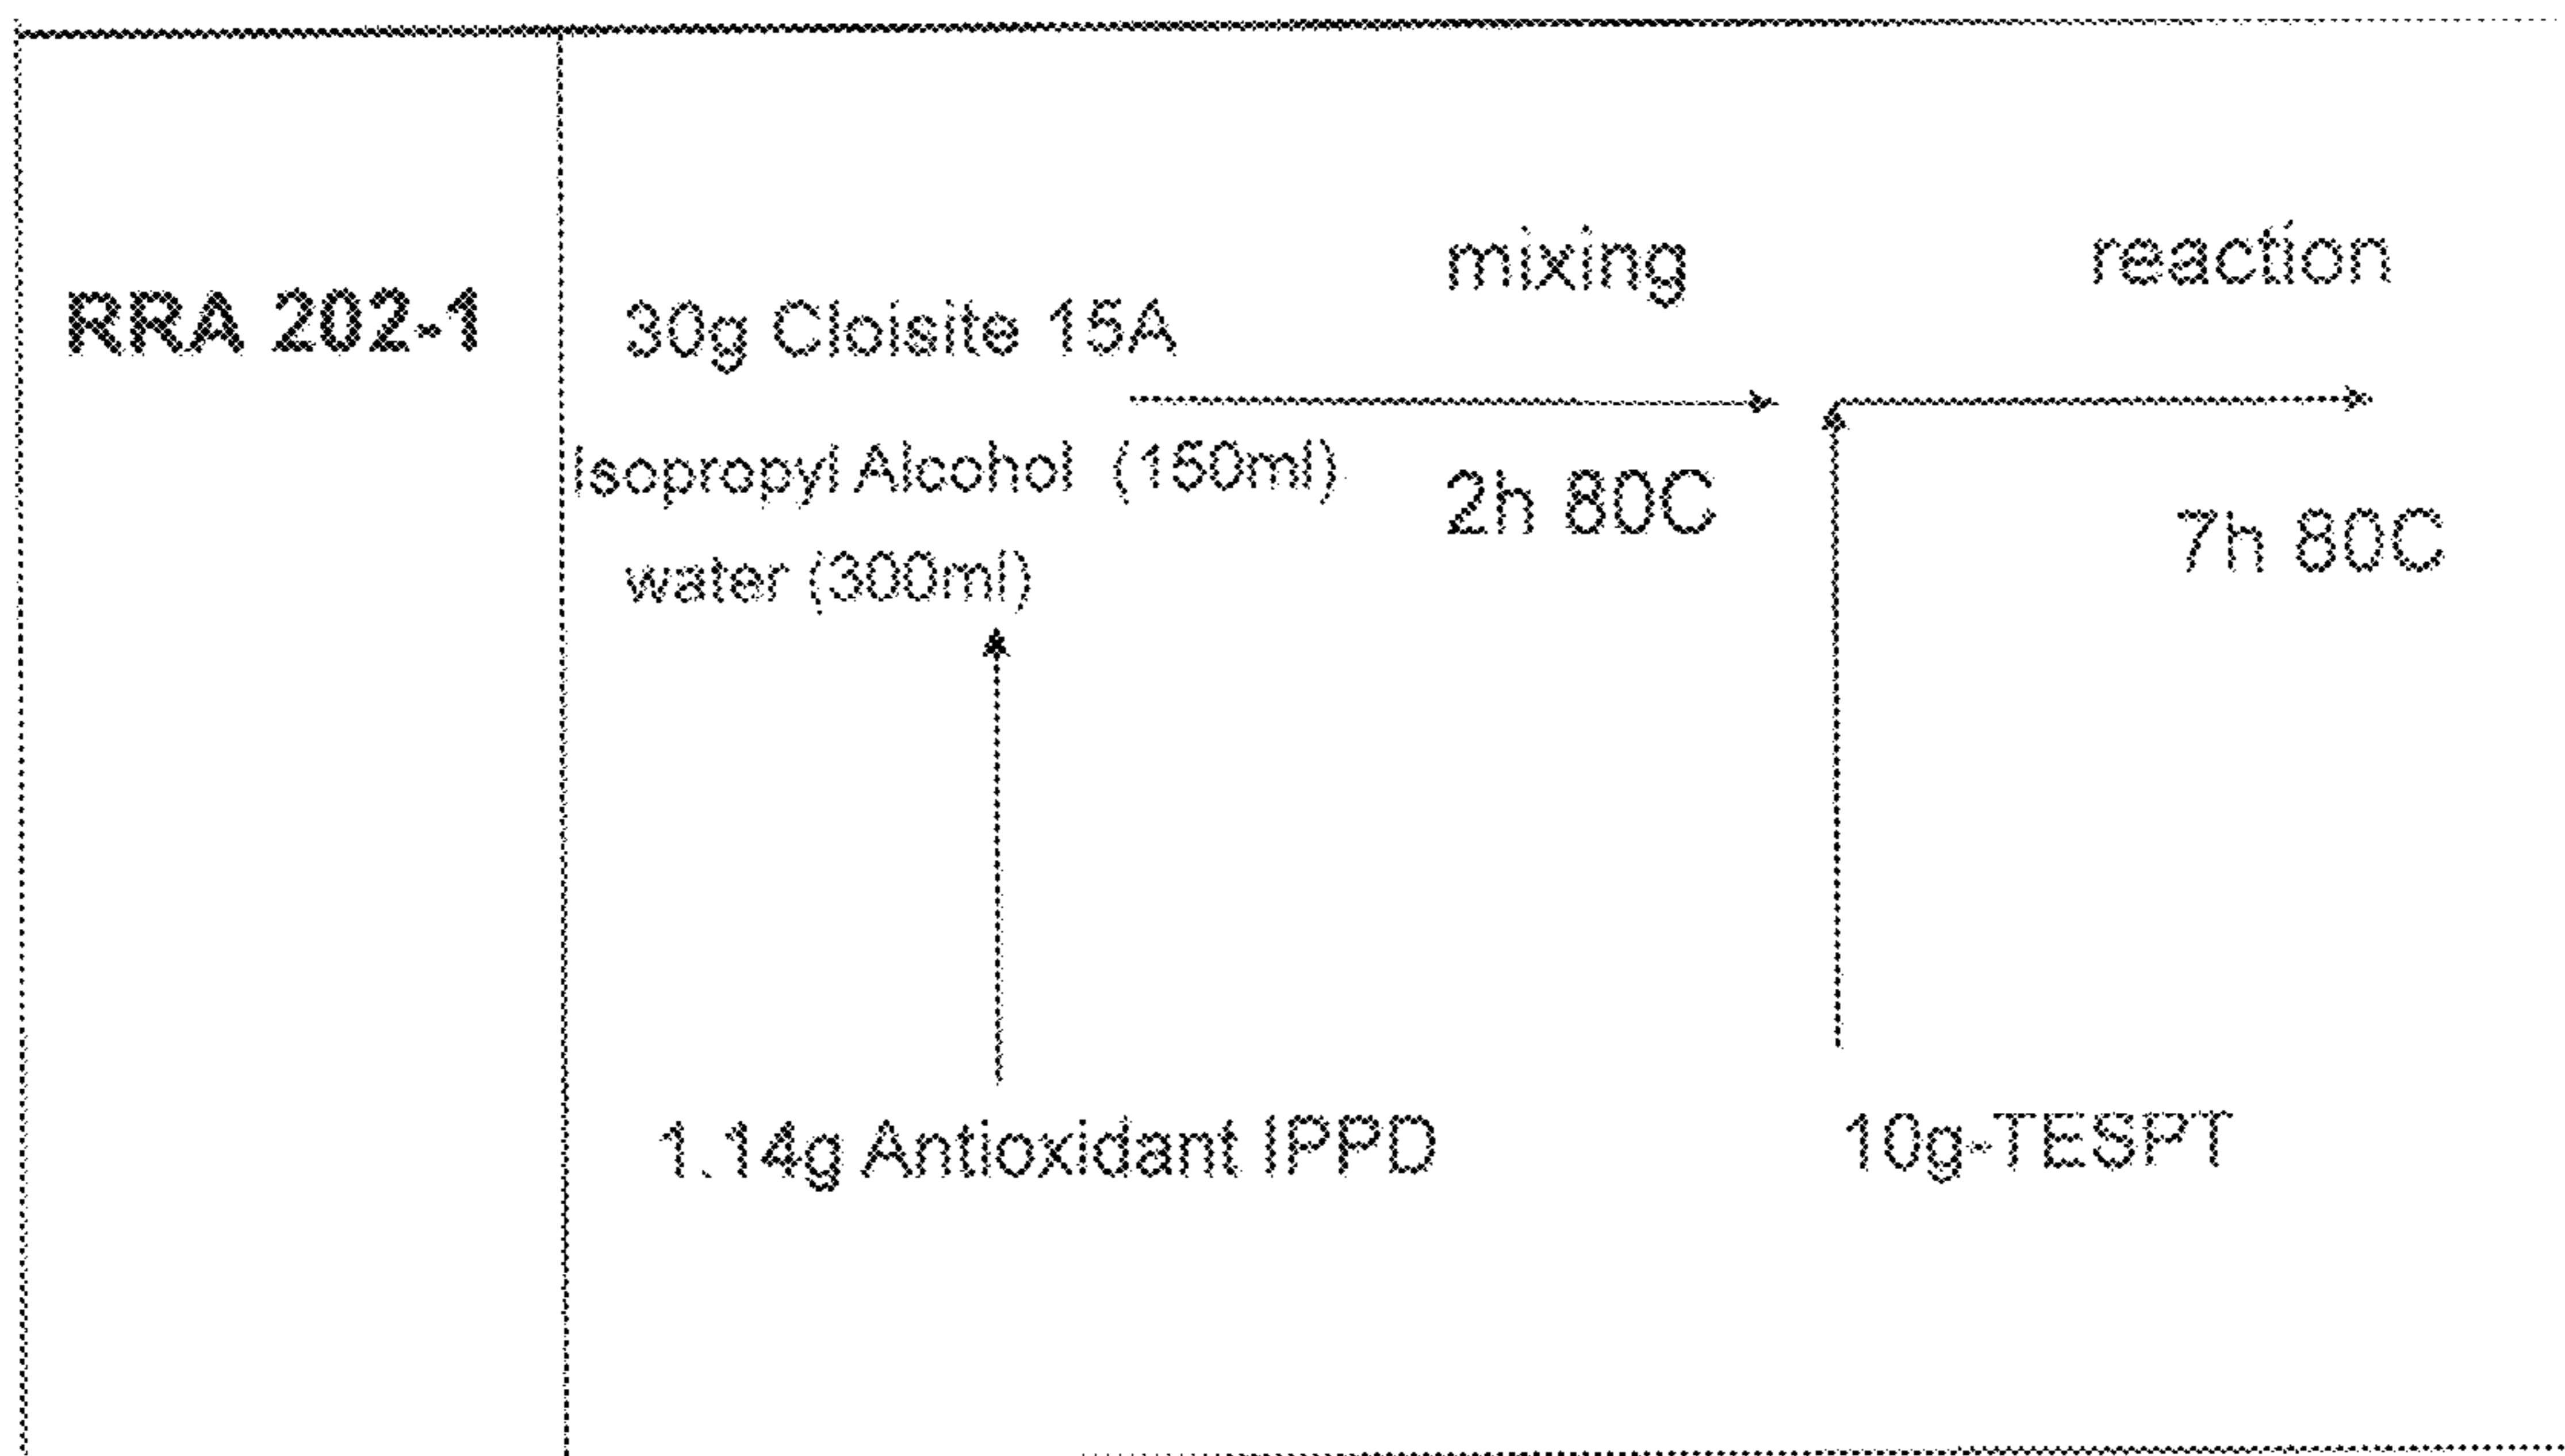 RRA 202-1
30g Cloisite 15A
Isopropyl Alcohol (150ml)
water (300ml)
mixing
2h 80C
reaction
7h 80C
1.14g Antioxidant IPPD
10g-TESPT